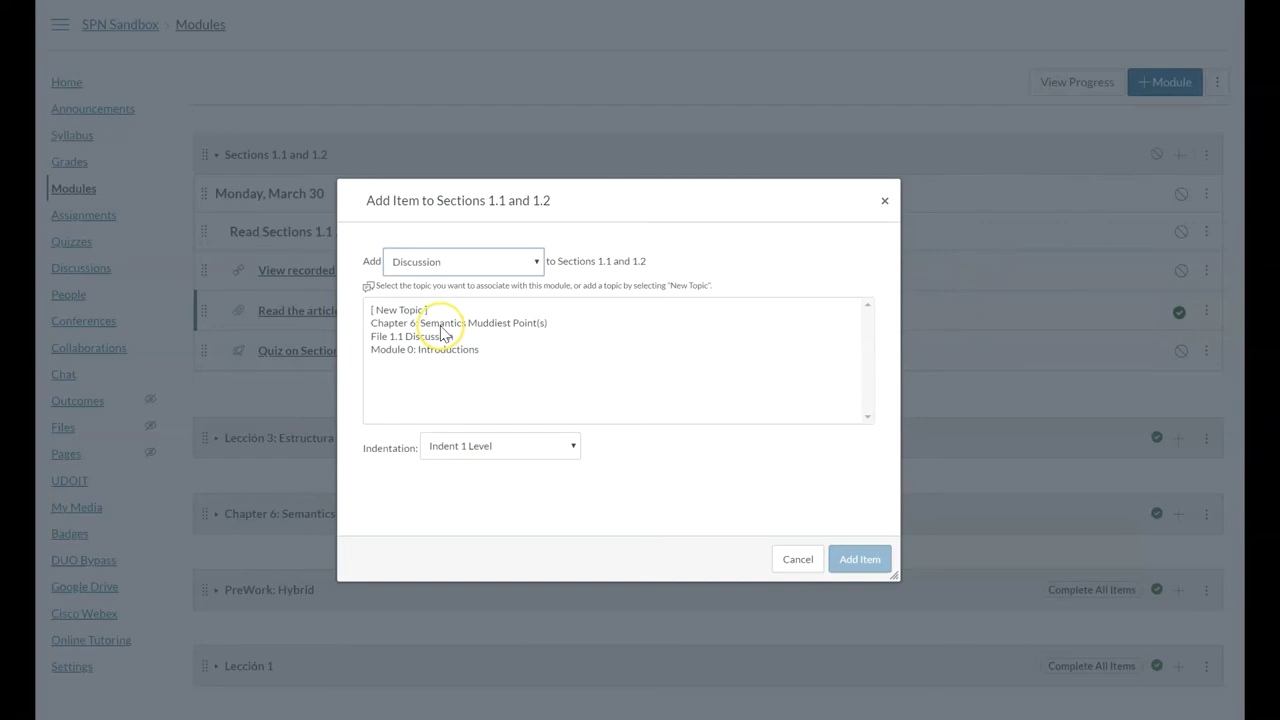 SPN Sandbox › Modules
Home
Announcements
Syllabus
Grades
Modules
Assignments
Quizzes
Discussions
People
Conferences
Collaborations
Chat
Outcomes
Files
Pages
UDOIT
My Media
Badges
DUO Bypass
Google Drive
Cisco Webex
Online Tutoring
Settings
View Progress
+ Module
Sections 1.1 and 1.2
Monday, March 30
Read Sections 1.1
View recorded
Read the article
Quiz on Section
Lección 3: Estructura
Chapter 6: Semantics
PreWork: Hybrid
Complete All Items
Lección 1
Complete All Items
Add Item to Sections 1.1 and 1.2
×
Add Discussion to Sections 1.1 and 1.2
Select the topic you want to associate with this module, or add a topic by selecting "New Topic".
[ New Topic ]
Chapter 6: Semantics Muddiest Point(s)
File 1.1 Discussion
Module 0: Introductions
Indentation: Indent 1 Level
Cancel
Add Item